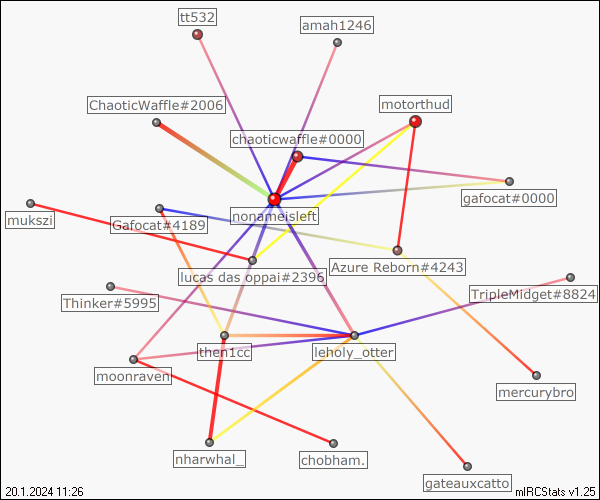 tt532
amah1246
ChaoticWaffle#2006
motorthud
chaoticwaffle#0000
gafocat#0000
mukszi
Gafocat#4189
nonameisleft
lucas das oppai#2396
Azure Reborn#4243
Thinker#5995
TripleMidget#8824
then1cc
leholy_otter
moonraven
mercurybro
nharwhal_
chobham.
gateauxcatto
20.1.2024 11:26
mIRCStats v1.25